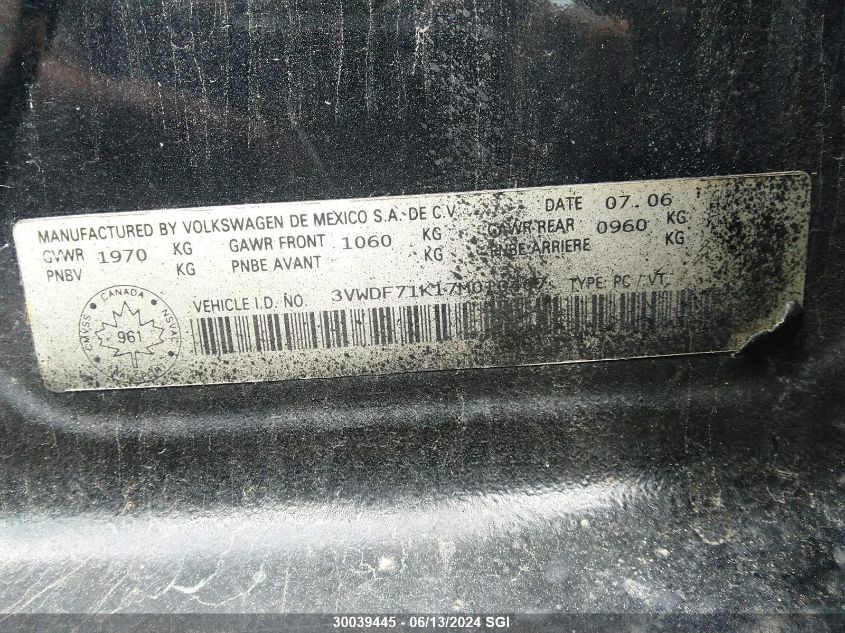 MANUFACTURED BY VOLKSWAGEN DE MEXICO S.A. DE C.V. DATE 07.06
GVWR 1970 KG GAWR FRONT 1060 KG GAWR REAR 0960 KG
PNBV KG PNBE AVANT KG PNBE ARRIERE KG
VEHICLE I.D. NO. TYPE: PC / VT
CANADA
CMVSS
NSVAC
961
30039445 - 06/13/2024 SGI